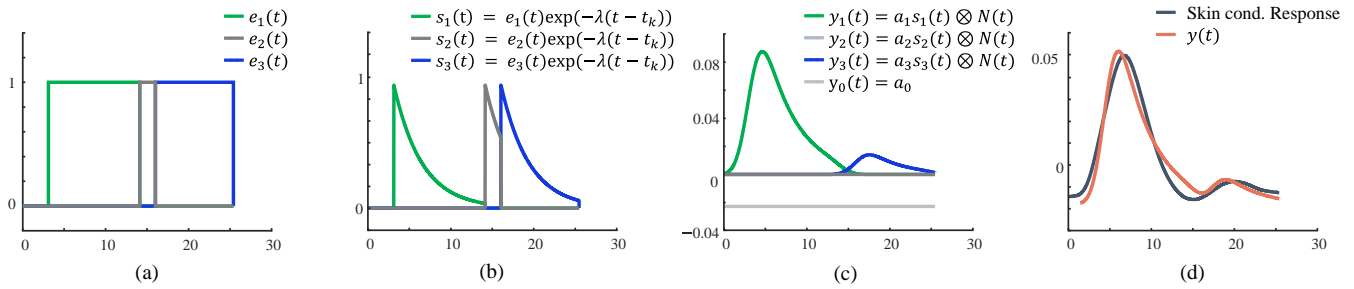 e₁(t)
e₂(t)
e₃(t)
1
0
0 10 20 30
(a)
s₁(t) = e₁(t)exp(−λ(t − tₖ))
s₂(t) = e₂(t)exp(−λ(t − tₖ))
s₃(t) = e₃(t)exp(−λ(t − tₖ))
1
0
0 10 20 30
(b)
y₁(t) = a₁s₁(t) ⊗ N(t)
y₂(t) = a₂s₂(t) ⊗ N(t)
y₃(t) = a₃s₃(t) ⊗ N(t)
y₀(t) = a₀
0.08
0.04
0
−0.04
0 10 20 30
(c)
Skin cond. Response
y(t)
0.05
0
0 10 20 30
(d)